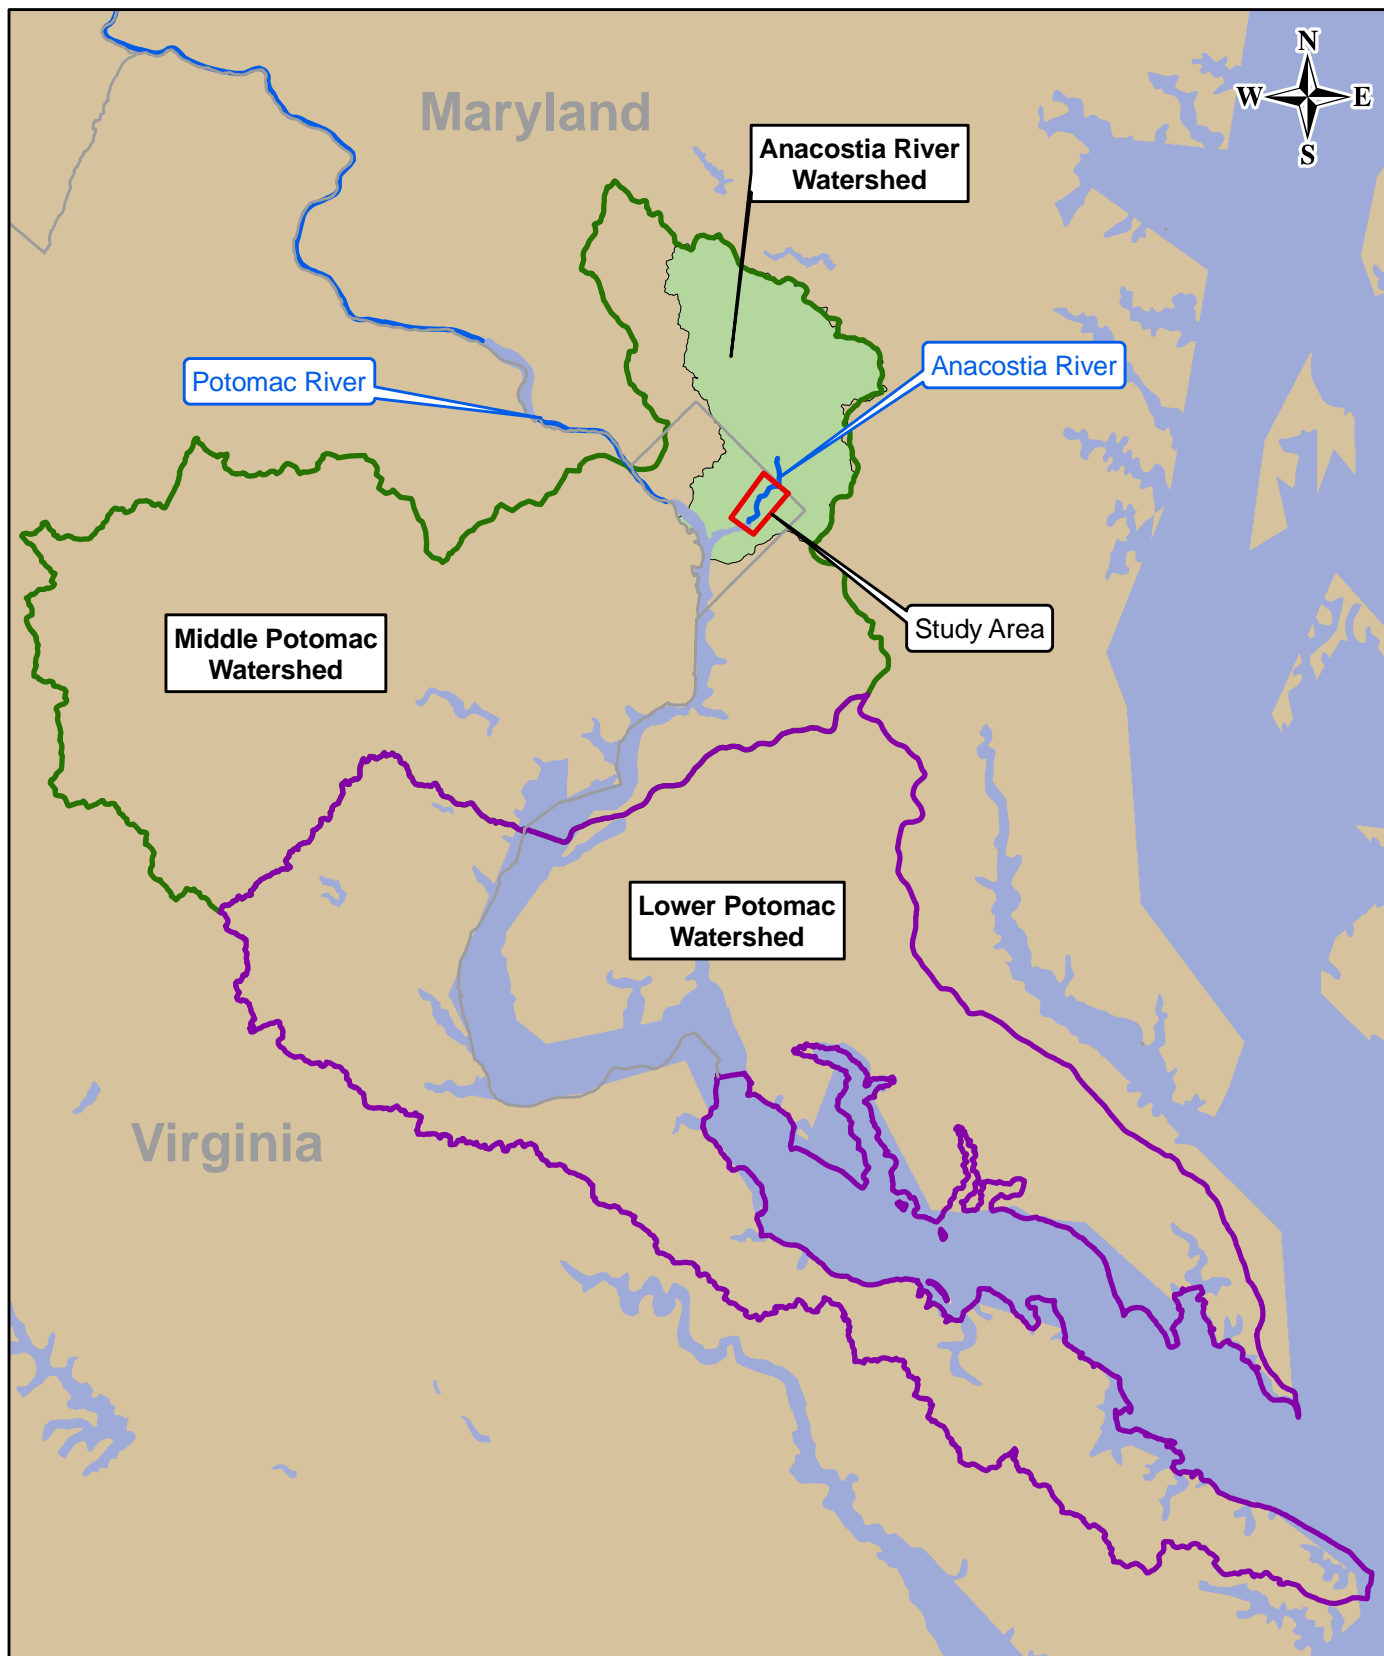 N
W
E
S
Maryland
Anacostia River
Watershed
Potomac River
Anacostia River
Study Area
Middle Potomac
Watershed
Lower Potomac
Watershed
Virginia